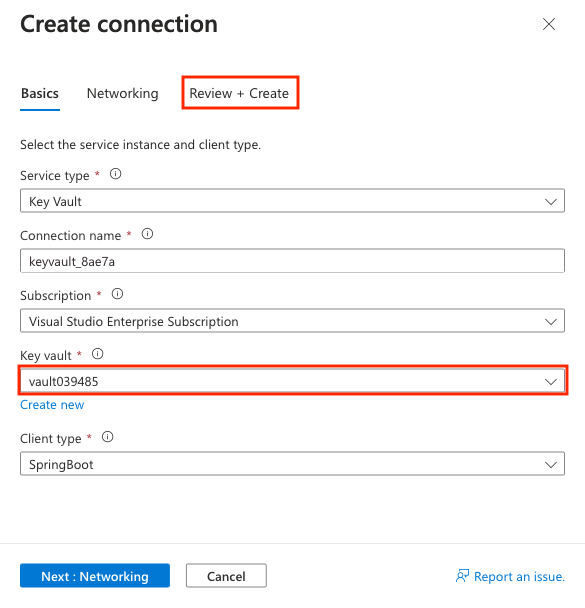 Create connection
Basics Networking Review + Create
Select the service instance and client type.
Service type *
Key Vault
Connection name *
keyvault_8ae7a
Subscription *
Visual Studio Enterprise Subscription
Key vault *
vault039485
Create new
Client type *
SpringBoot
Next : Networking Cancel Report an issue.